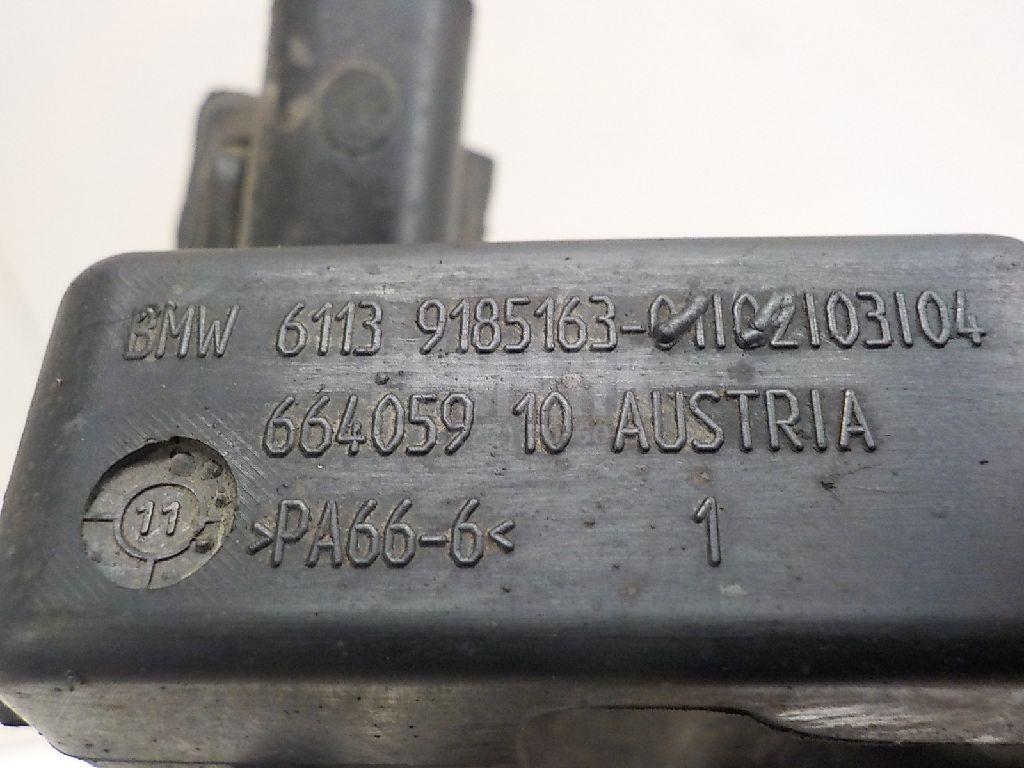 BMW 6113 9185163-01|02|03|04
664059 10 AUSTRIA
11
>PA66-6< 1